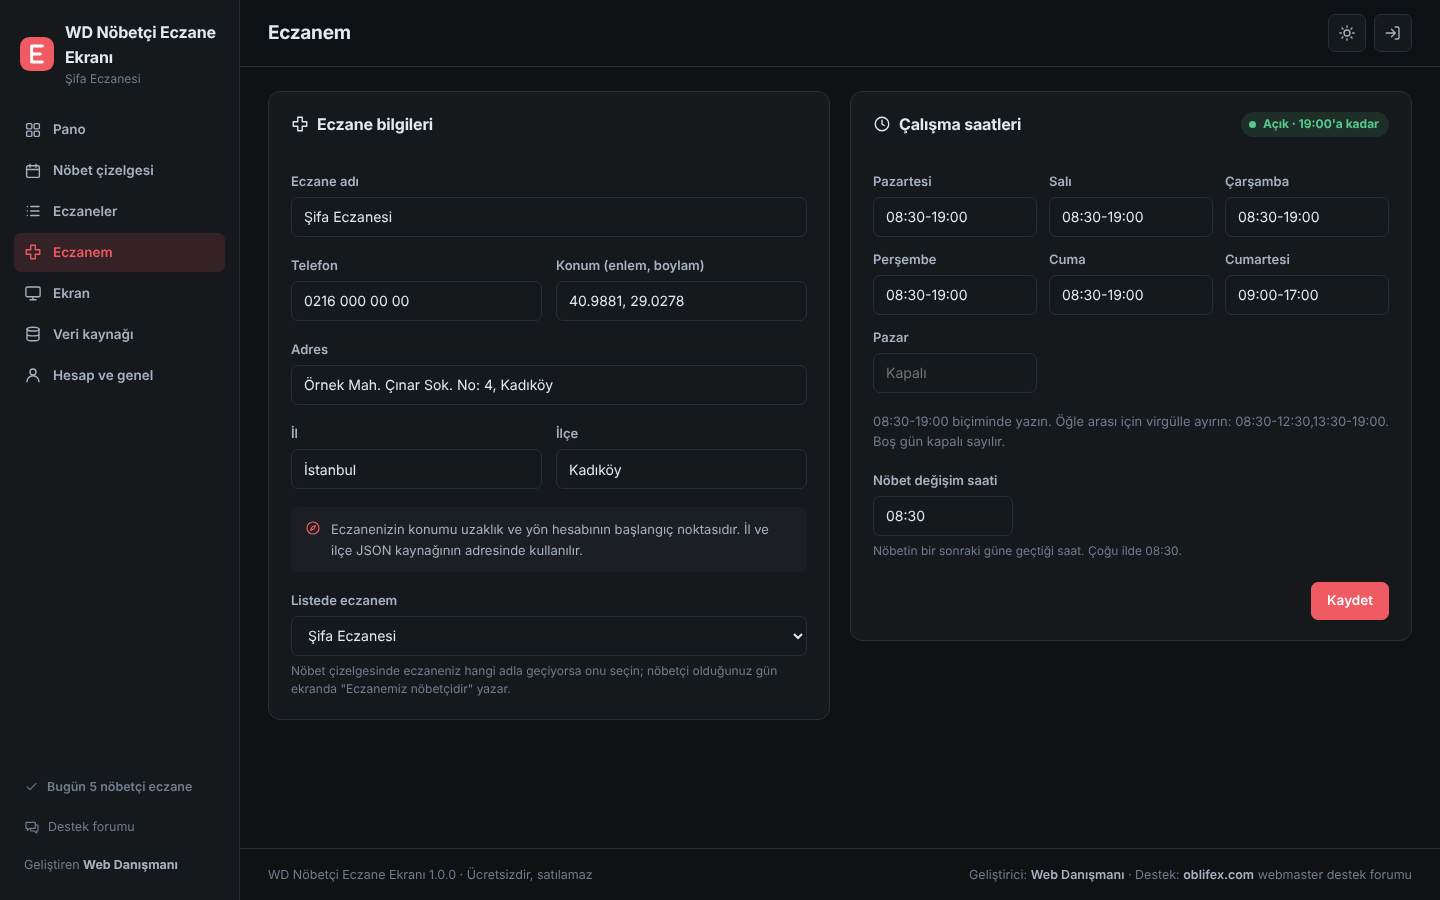 E
WD Nöbetçi Eczane
Ekranı
Şifa Eczanesi
Pano
Nöbet çizelgesi
Eczaneler
Eczanem
Ekran
Veri kaynağı
Hesap ve genel
Bugün 5 nöbetçi eczane
Destek forumu
Geliştiren Web Danışmanı
Eczanem
Eczane bilgileri
Eczane adı
Şifa Eczanesi
Telefon
Konum (enlem, boylam)
0216 000 00 00
40.9881, 29.0278
Adres
Örnek Mah. Çınar Sok. No: 4, Kadıköy
İl
İlçe
İstanbul
Kadıköy
Eczanenizin konumu uzaklık ve yön hesabının başlangıç noktasıdır. İl ve
ilçe JSON kaynağının adresinde kullanılır.
Listede eczanem
Şifa Eczanesi
Nöbet çizelgesinde eczaneniz hangi adla geçiyorsa onu seçin; nöbetçi olduğunuz gün
ekranda "Eczanemiz nöbetçidir" yazar.
Çalışma saatleri
Açık · 19:00'a kadar
Pazartesi
Salı
Çarşamba
08:30-19:00
08:30-19:00
08:30-19:00
Perşembe
Cuma
Cumartesi
08:30-19:00
08:30-19:00
09:00-17:00
Pazar
Kapalı
08:30-19:00 biçiminde yazın. Öğle arası için virgülle ayırın: 08:30-12:30,13:30-19:00.
Boş gün kapalı sayılır.
Nöbet değişim saati
08:30
Nöbetin bir sonraki güne geçtiği saat. Çoğu ilde 08:30.
Kaydet
WD Nöbetçi Eczane Ekranı 1.0.0 · Ücretsizdir, satılamaz
Geliştirici: Web Danışmanı · Destek: oblifex.com webmaster destek forumu